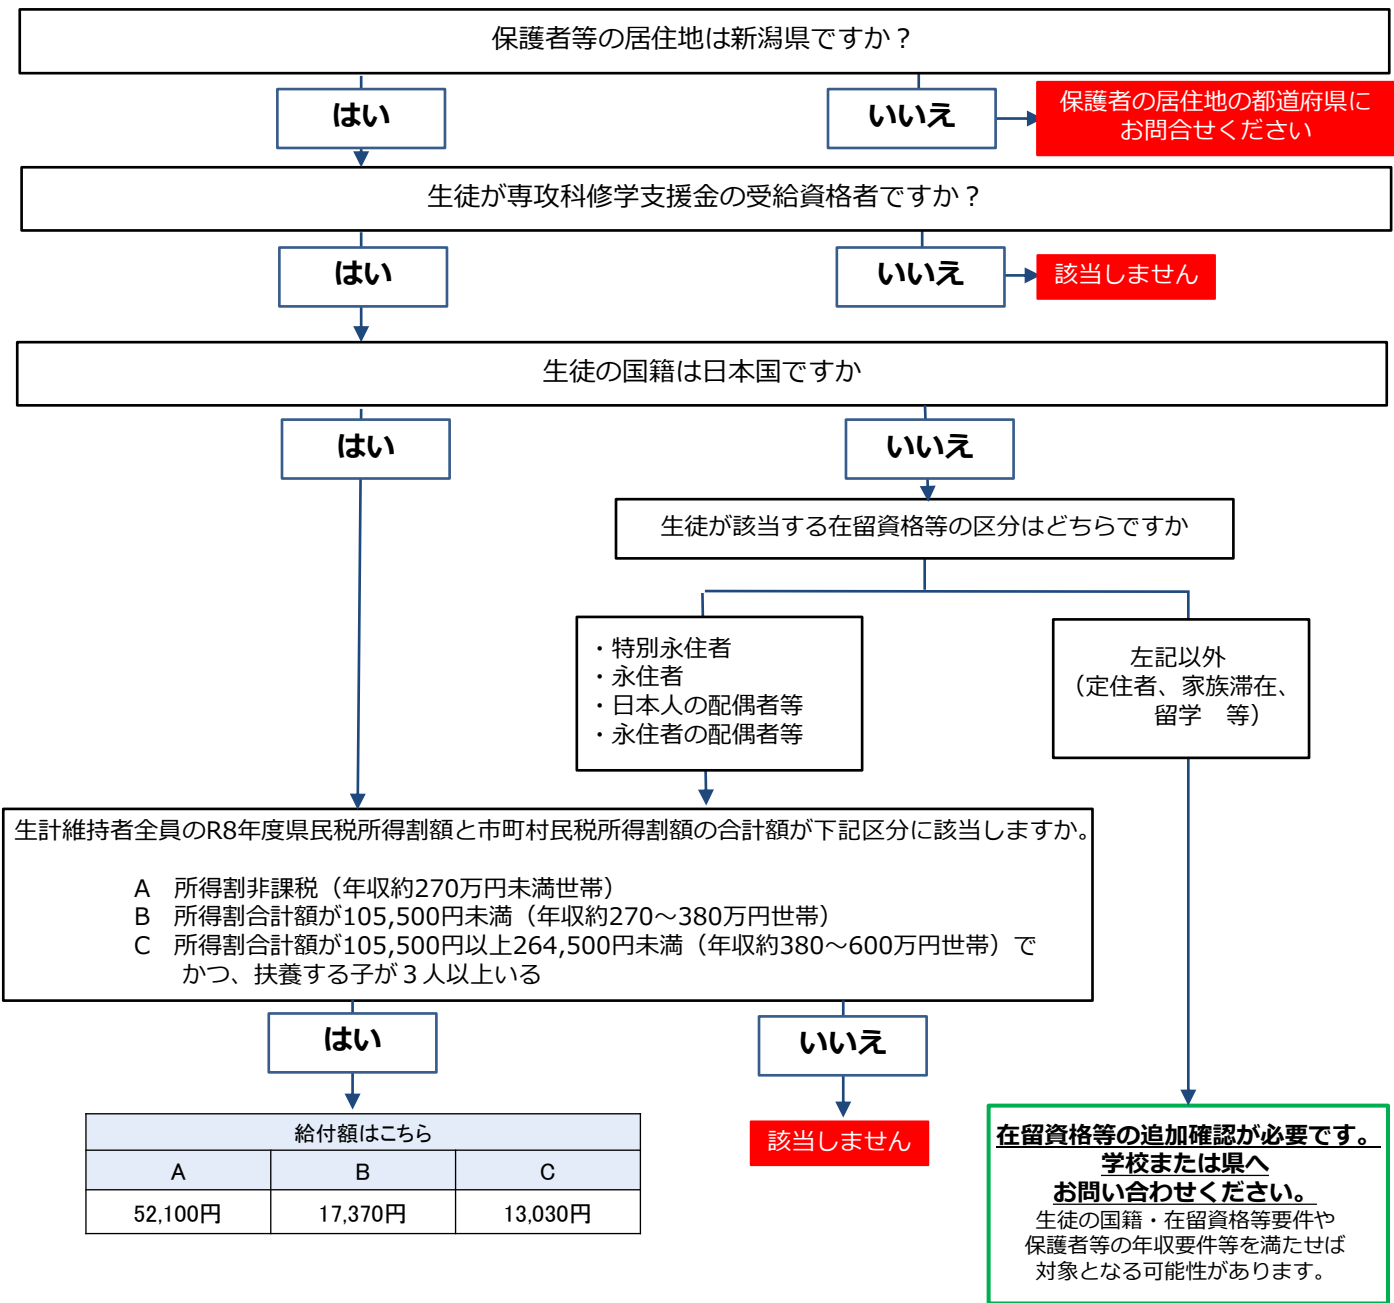 保護者等の居住地は新潟県ですか？
はい
いいえ
保護者の居住地の都道府県に
お問合せください
生徒が専攻科修学支援金の受給資格者ですか？
はい
いいえ
該当しません
生徒の国籍は日本国ですか
はい
いいえ
生徒が該当する在留資格等の区分はどちらですか
・特別永住者
・永住者
・日本人の配偶者等
・永住者の配偶者等
左記以外
（定住者、家族滞在、
留学　等）
生計維持者全員のR8年度県民税所得割額と市町村民税所得割額の合計額が下記区分に該当しますか。
A　所得割非課税（年収約270万円未満世帯）
B　所得割合計額が105,500円未満（年収約270～380万円世帯）
C　所得割合計額が105,500円以上264,500円未満（年収約380～600万円世帯）で
かつ、扶養する子が３人以上いる
はい
いいえ
給付額はこちら
A　B　C
52,100円　17,370円　13,030円
該当しません
在留資格等の追加確認が必要です。
学校または県へ
お問い合わせください。
生徒の国籍・在留資格等要件や
保護者等の年収要件等を満たせば
対象となる可能性があります。